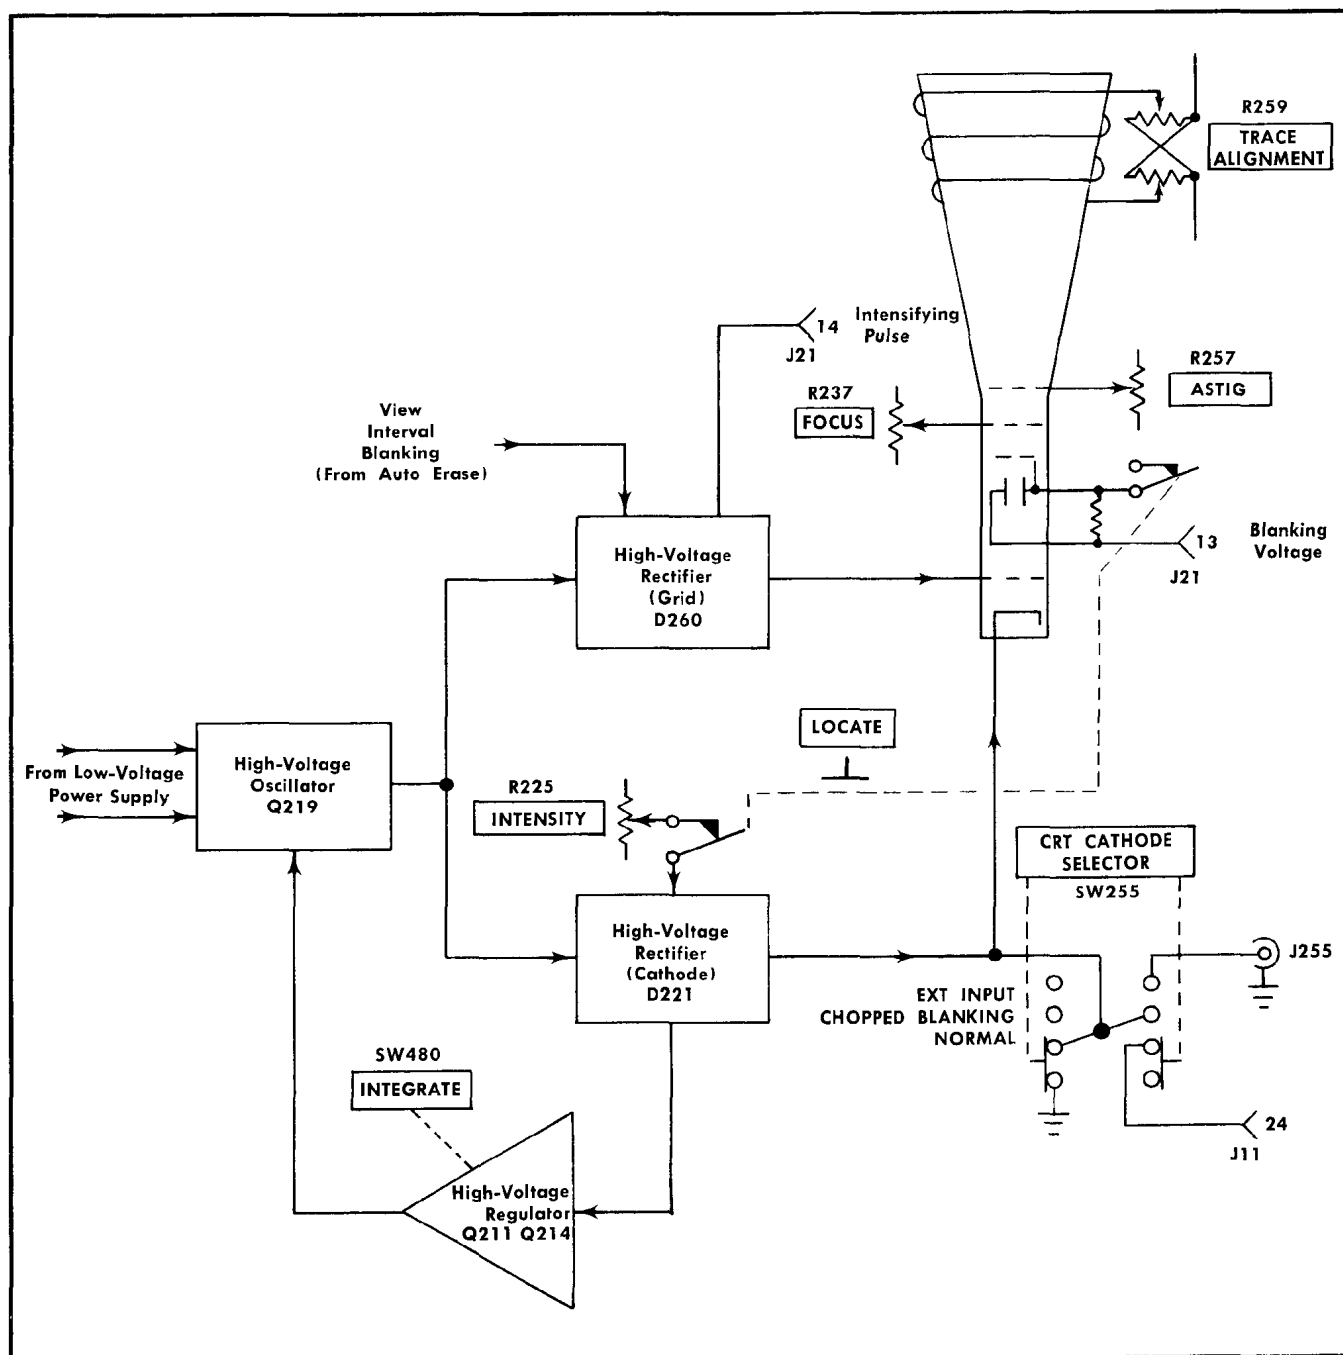 R259
TRACE
ALIGNMENT
14
Intensifying
Pulse
J21
R257
ASTIG
R237
FOCUS
View
Interval
Blanking
(From Auto Erase)
13
Blanking
Voltage
J21
High-Voltage
Rectifier
(Grid)
D260
LOCATE
From Low-Voltage
Power Supply
High-Voltage
Oscillator
Q219
R225
INTENSITY
CRT CATHODE
SELECTOR
SW255
High-Voltage
Rectifier
(Cathode)
D221
J255
EXT INPUT
CHOPPED BLANKING
NORMAL
SW480
INTEGRATE
24
J11
High-Voltage
Regulator
Q211 Q214